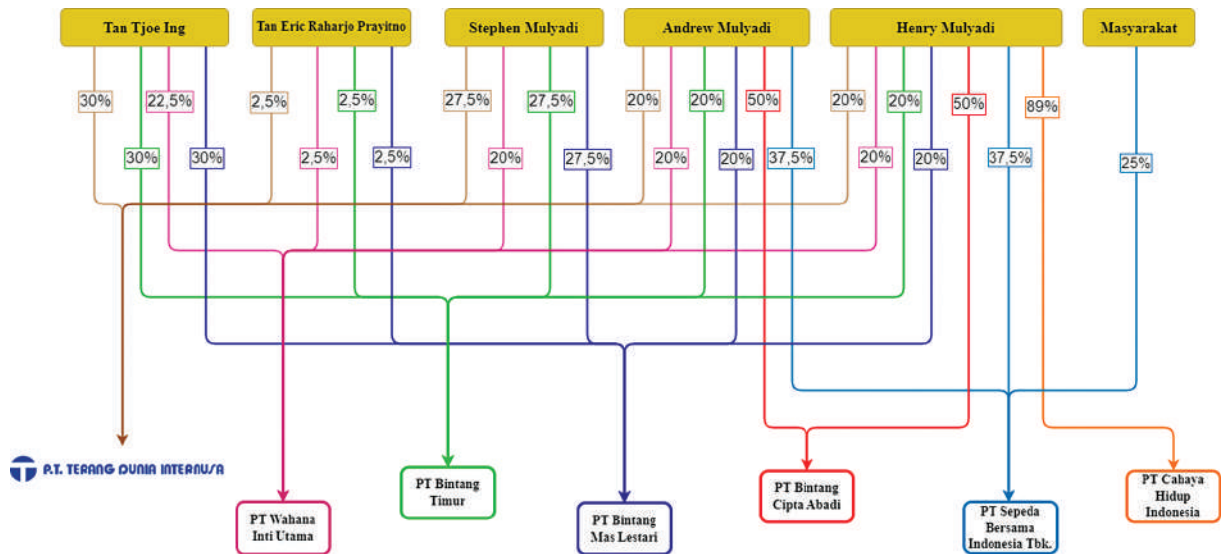 Tan Tjoe Ing
Tan Eric Raharjo Prayitno
Stephen Mulyadi
Andrew Mulyadi
Henry Mulyadi
Masyarakat
30%
22,5%
2,5%
2,5%
27,5%
27,5%
20%
20%
50%
20%
20%
50%
89%
30%
30%
2,5%
2,5%
20%
27,5%
20%
20%
37,5%
20%
20%
37,5%
25%
P.T. TERANG DUNIA INTERNUSA
PT Bintang
Timur
PT Bintang
Cipta Abadi
PT Cahaya
Hidup
Indonesia
PT Wahana
Inti Utama
PT Bintang
Mas Lestari
PT Sepeda
Bersama
Indonesia Tbk.